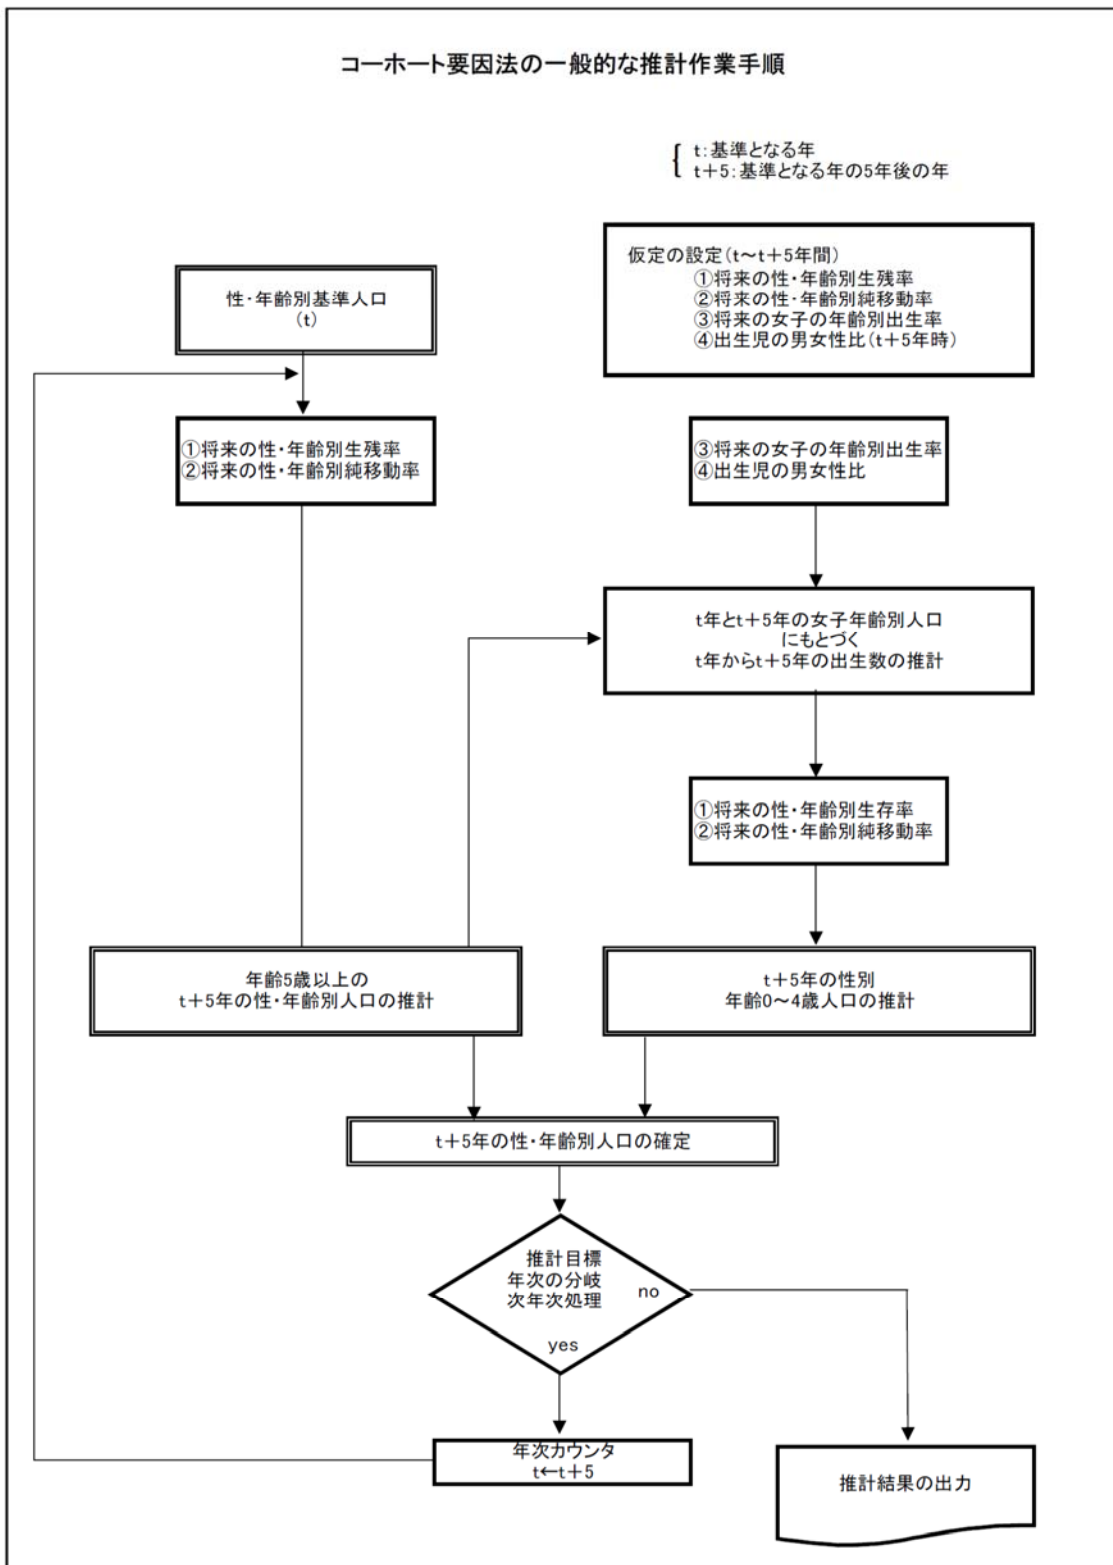 コーホート要因法の一般的な推計作業手順
t:基準となる年
t+5:基準となる年の5年後の年
仮定の設定(t～t+5年間)
①将来の性・年齢別生残率
②将来の性・年齢別純移動率
③将来の女子の年齢別出生率
④出生児の男女性比(t+5年時)
性・年齢別基準人口
(t)
①将来の性・年齢別生残率
②将来の性・年齢別純移動率
③将来の女子の年齢別出生率
④出生児の男女性比
t年とt+5年の女子年齢別人口
にもとづく
t年からt+5年の出生数の推計
①将来の性・年齢別生存率
②将来の性・年齢別純移動率
年齢5歳以上の
t+5年の性・年齢別人口の推計
t+5年の性別
年齢0～4歳人口の推計
t+5年の性・年齢別人口の確定
推計目標
年次の分岐
次年次処理
no
yes
年次カウンタ
t←t+5
推計結果の出力